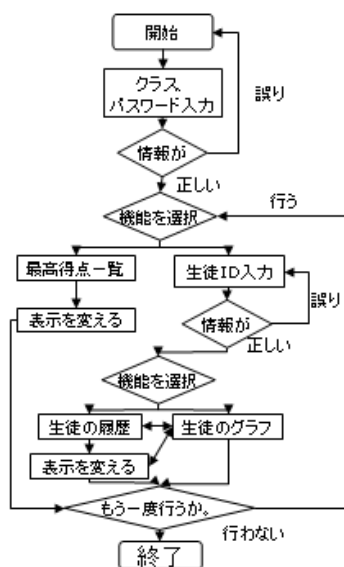 開始
クラス
パスワード入力
誤り
情報が
正しい
行う
機能を選択
最高得点一覧
生徒ID入力
誤り
表示を変える
情報が
正しい
機能を選択
生徒の履歴
生徒のグラフ
表示を変える
もう一度行うか。
行わない
終了